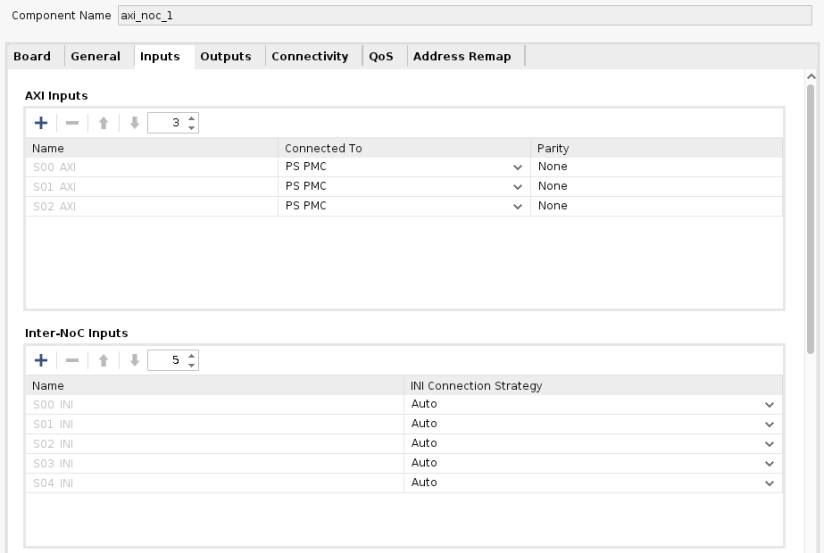 Component Name axi_noc_1
Board General Inputs Outputs Connectivity QoS Address Remap
AXI Inputs
3
Name Connected To Parity
S00 AXI PS PMC None
S01 AXI PS PMC None
S02 AXI PS PMC None
Inter-NoC Inputs
5
Name INI Connection Strategy
S00 INI Auto
S01 INI Auto
S02 INI Auto
S03 INI Auto
S04 INI Auto